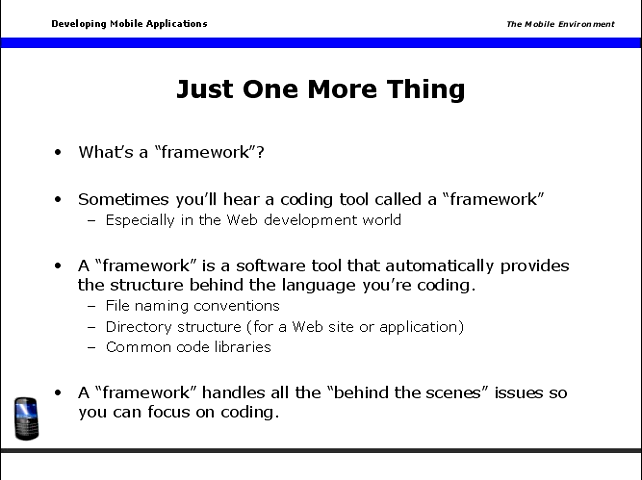 Developing Mobile Applications
The Mobile Environment
Just One More Thing
• What's a “framework”?
• Sometimes you'll hear a coding tool called a “framework”
– Especially in the Web development world
• A “framework” is a software tool that automatically provides
the structure behind the language you're coding.
– File naming conventions
– Directory structure (for a Web site or application)
– Common code libraries
• A “framework” handles all the “behind the scenes” issues so
you can focus on coding.